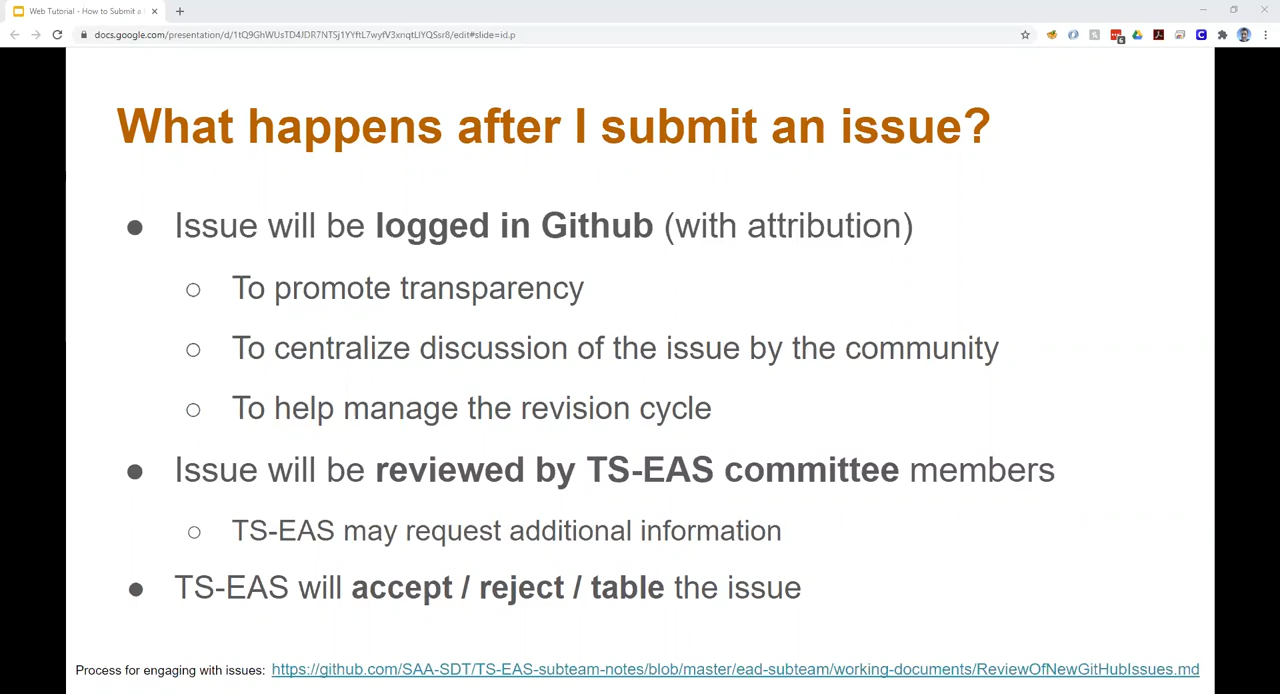 Web Tutorial - How to Submit a
docs.google.com/presentation/d/1tQ9GhWUsTD4JDR7NTSj1YYftL7wyfV3xnqtLlYQSsr8/edit#slide=id.p
What happens after I submit an issue?
● Issue will be logged in Github (with attribution)
○ To promote transparency
○ To centralize discussion of the issue by the community
○ To help manage the revision cycle
● Issue will be reviewed by TS-EAS committee members
○ TS-EAS may request additional information
● TS-EAS will accept / reject / table the issue
Process for engaging with issues: https://github.com/SAA-SDT/TS-EAS-subteam-notes/blob/master/ead-subteam/working-documents/ReviewOfNewGitHubIssues.md